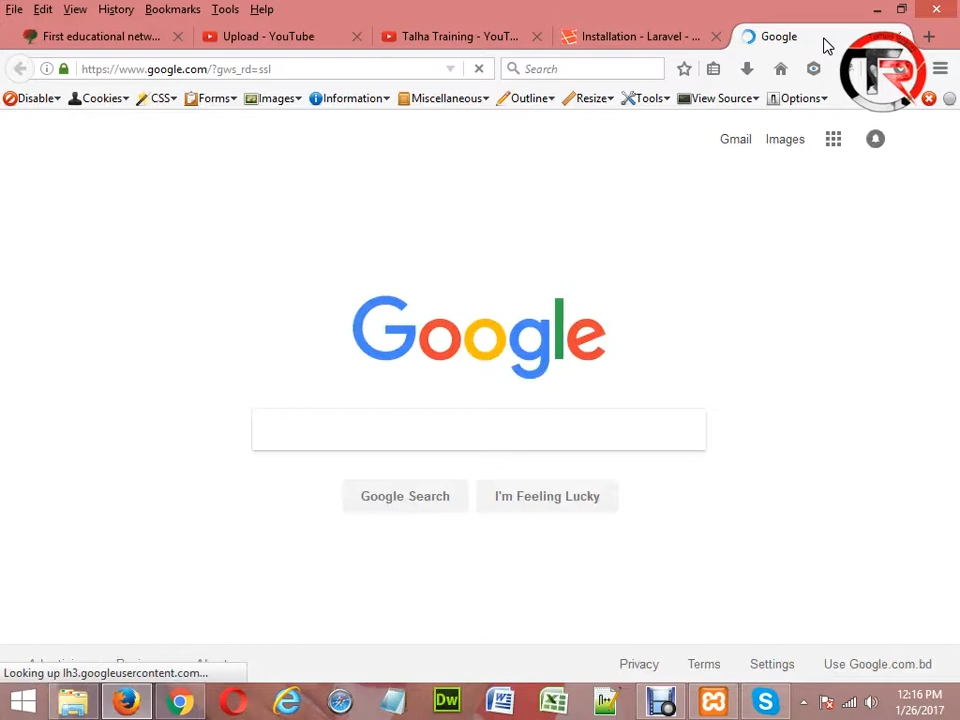 File Edit View History Bookmarks Tools Help
First educational netw... Upload - YouTube Talha Training - YouT... Installation - Laravel - ... Google
https://www.google.com/?gws_rd=ssl Search
Disable Cookies CSS Forms Images Information Miscellaneous Outline Resize Tools View Source Options
Gmail Images
Google
Google Search I'm Feeling Lucky
Privacy Terms Settings Use Google.com.bd
Looking up lh3.googleusercontent.com...
12:16 PM
1/26/2017